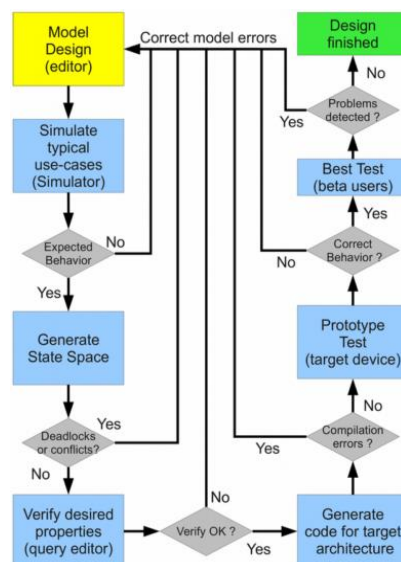 Model
Design
(editor)
Correct model errors
Design
finished
No
Problems
detected ?
Yes
Simulate
typical
use-cases
(Simulator)
Best Test
(beta users)
Yes
Expected
Behavior
No
Correct
Behavior ?
No
Yes
Generate
State Space
Prototype
Test
(target device)
No
Yes
Deadlocks
or conflicts?
Compilation
errors ?
Yes
No
Verify desired
properties
(query editor)
No
Verify OK ?
Yes
Generate
code for target
architecture